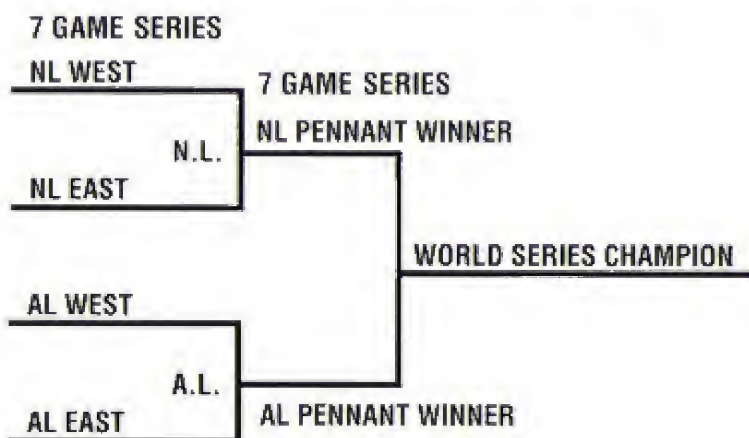 7 GAME SERIES
NL WEST
7 GAME SERIES
NL PENNANT WINNER
N.L.
NL EAST
WORLD SERIES CHAMPION
AL WEST
A.L.
AL PENNANT WINNER
AL EAST